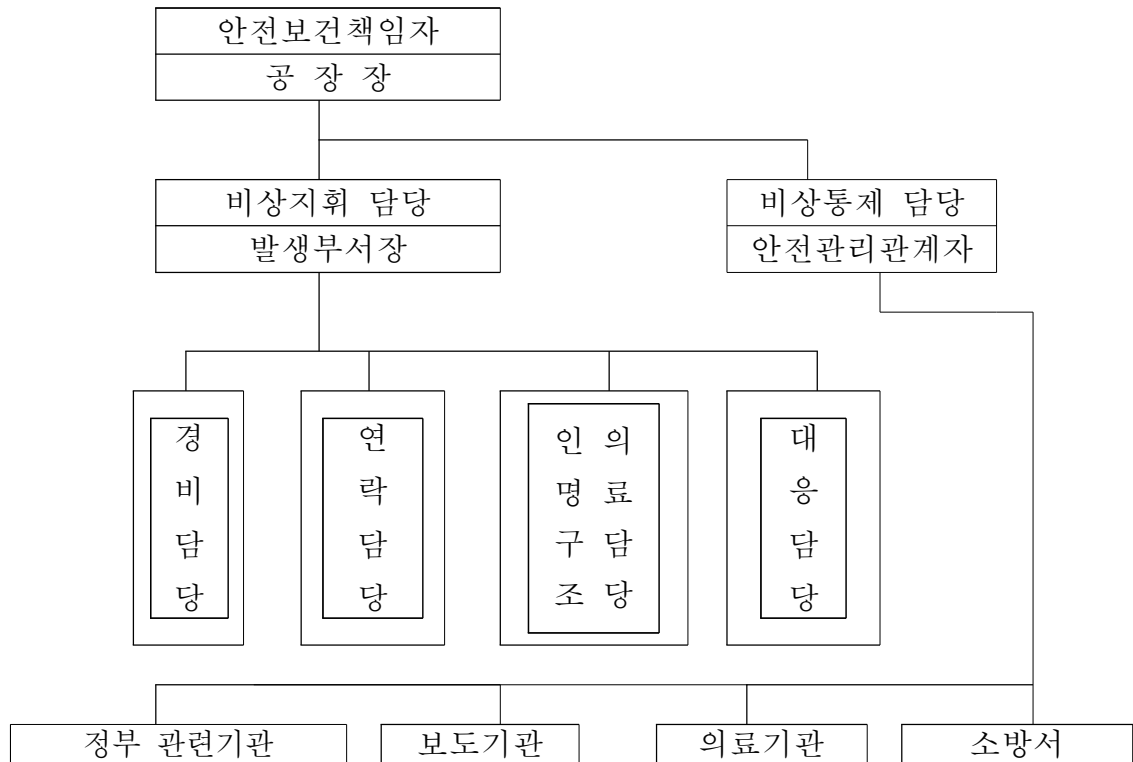 안전보건책임자
공 장 장
비상지휘 담당
발생부서장
비상통제 담당
안전관리관계자
경비담당
연락담당
인명구조
의료담당
대응담당
정부 관련기관
보도기관
의료기관
소방서